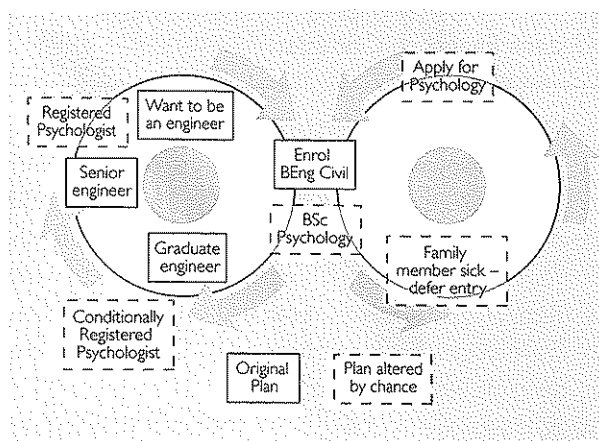 Apply for
Psychology
Registered
Psychologist
Want to be
an engineer
Enrol
BEng Civil
Senior
engineer
BSc
Psychology
Graduate
engineer
Family
member sick –
defer entry
Conditionally
Registered
Psychologist
Original
Plan
Plan altered
by chance